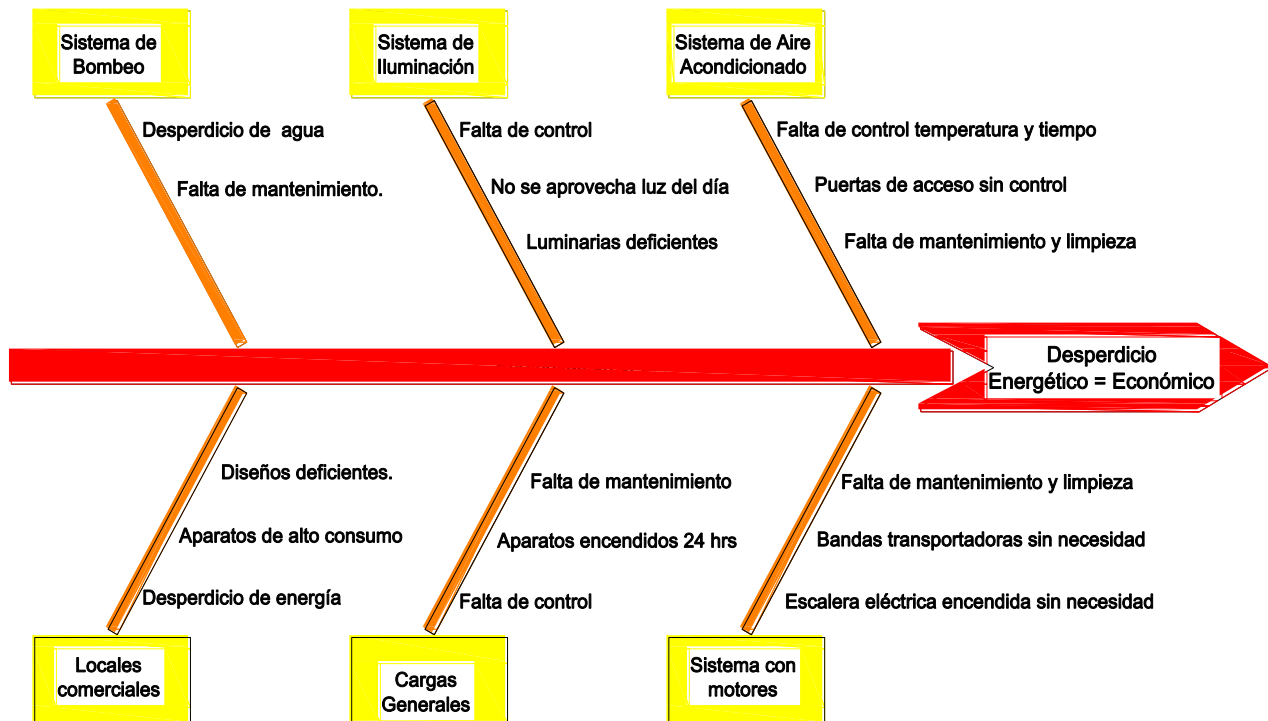 Sistema de
Bombeo
Sistema de
Iluminación
Sistema de Aire
Acondicionado
Desperdicio de agua
Falta de mantenimiento.
Falta de control
No se aprovecha luz del día
Luminarias deficientes
Falta de control temperatura y tiempo
Puertas de acceso sin control
Falta de mantenimiento y limpieza
Desperdicio
Energético = Económico
Diseños deficientes.
Aparatos de alto consumo
Desperdicio de energía
Falta de mantenimiento
Aparatos encendidos 24 hrs
Falta de control
Falta de mantenimiento y limpieza
Bandas transportadoras sin necesidad
Escalera eléctrica encendida sin necesidad
Locales
comerciales
Cargas
Generales
Sistema con
motores